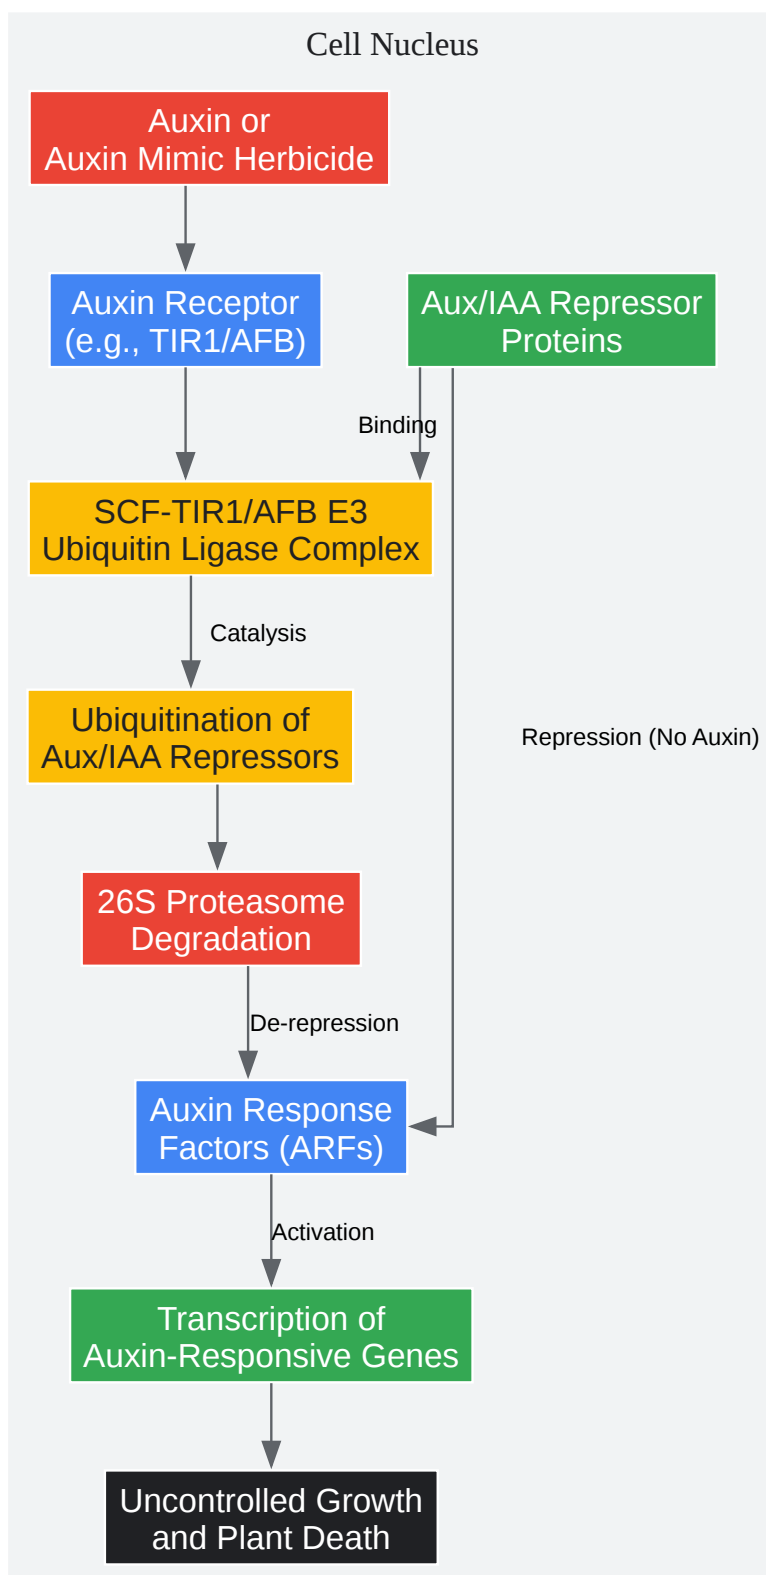 Cell Nucleus
Auxin or
Auxin Mimic Herbicide
Auxin Receptor
(e.g., TIR1/AFB)
Aux/IAA Repressor
Proteins
Binding
SCF-TIR1/AFB E3
Ubiquitin Ligase Complex
Catalysis
Ubiquitination of
Aux/IAA Repressors
Repression (No Auxin)
26S Proteasome
Degradation
De-repression
Auxin Response
Factors (ARFs)
Activation
Transcription of
Auxin-Responsive Genes
Uncontrolled Growth
and Plant Death